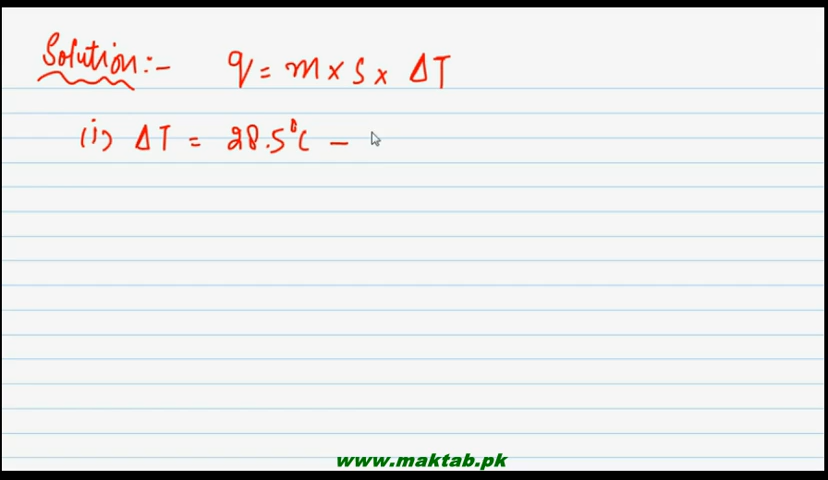 Solution:-
q = m × s × ΔT
(i) ΔT = 28.5°C –
www.maktab.pk